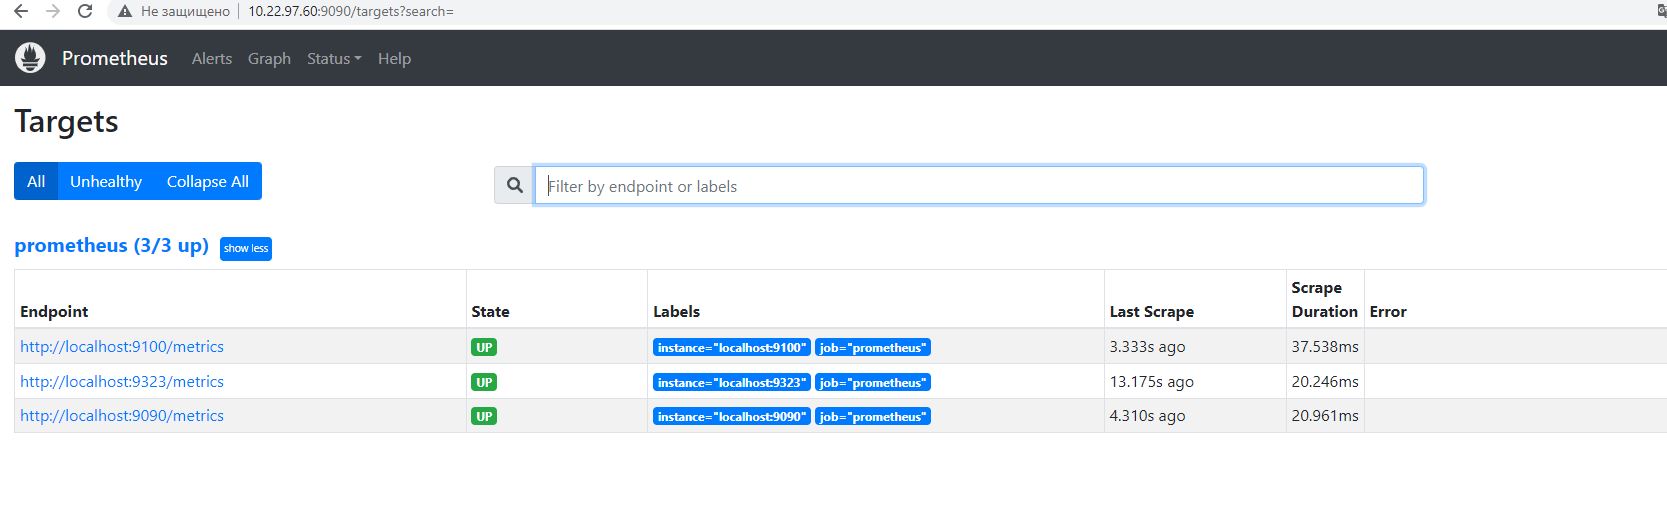 Не защищено 10.22.97.60:9090/targets?search=
Prometheus Alerts Graph Status Help
Targets
All Unhealthy Collapse All
Filter by endpoint or labels
prometheus (3/3 up) show less
Endpoint State Labels Last Scrape Scrape Duration Error
http://localhost:9100/metrics UP instance="localhost:9100" job="prometheus" 3.333s ago 37.538ms
http://localhost:9323/metrics UP instance="localhost:9323" job="prometheus" 13.175s ago 20.246ms
http://localhost:9090/metrics UP instance="localhost:9090" job="prometheus" 4.310s ago 20.961ms